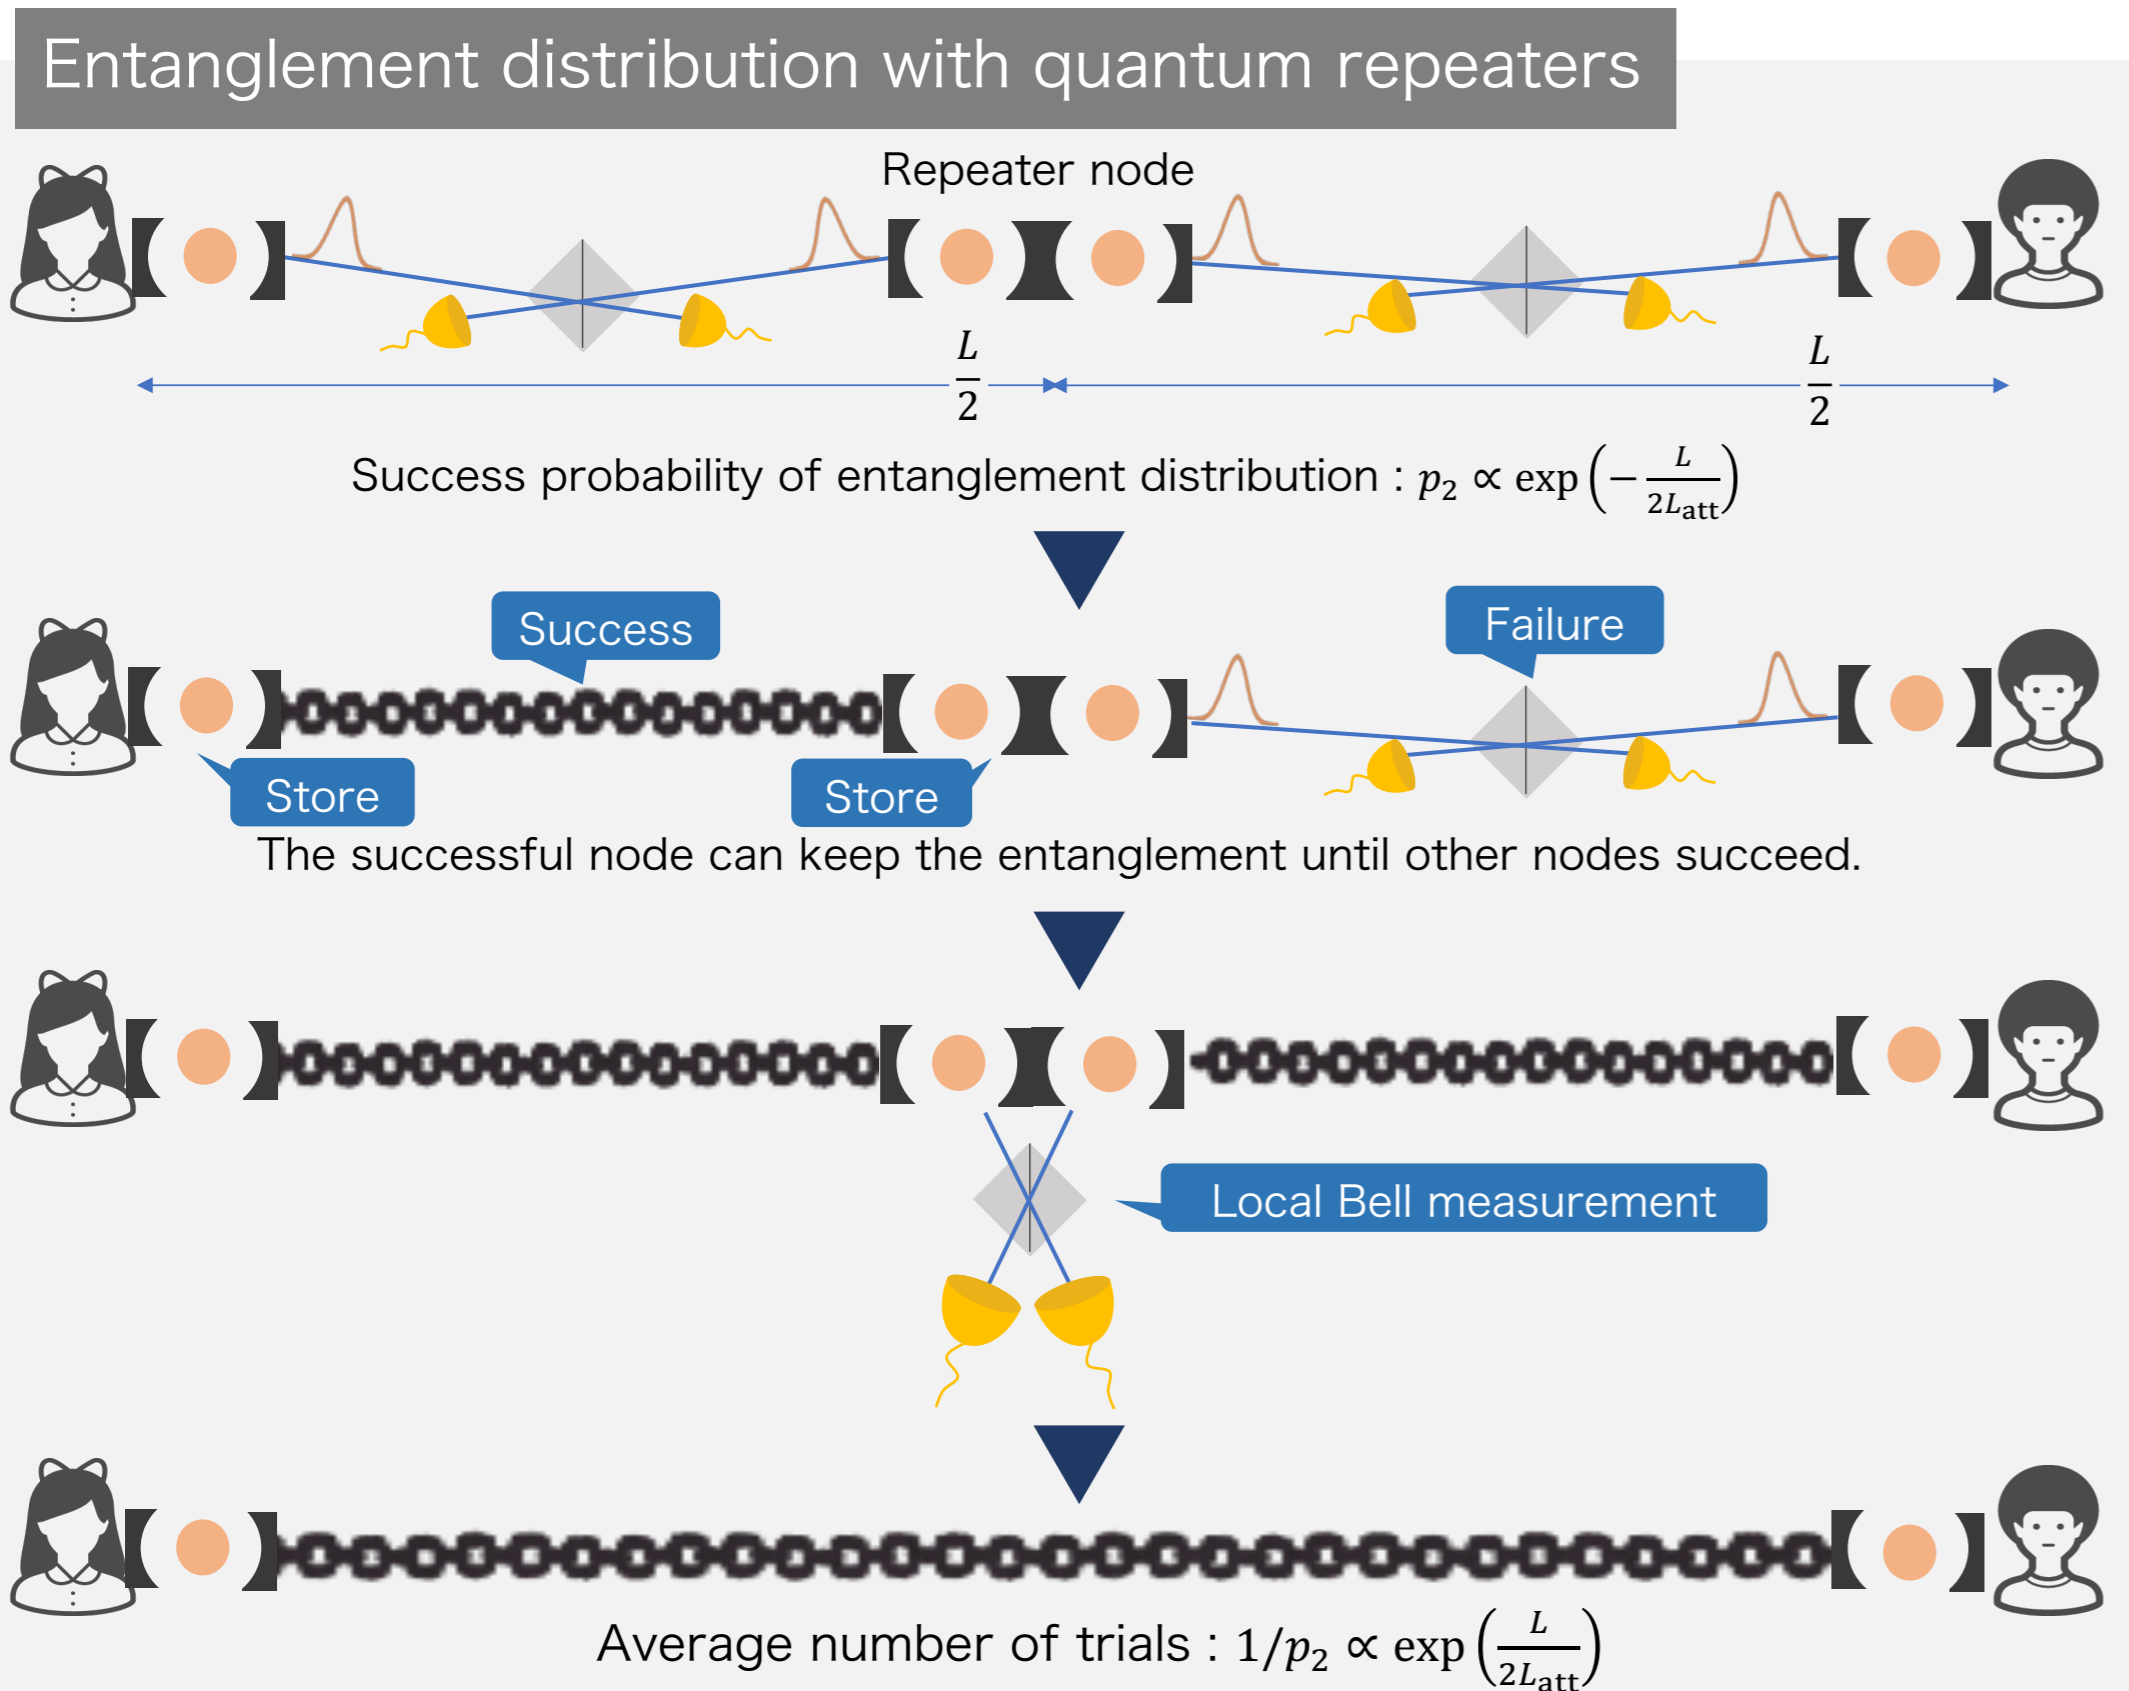 Entanglement distribution with quantum repeaters
Repeater node
L/2 L/2
Success probability of entanglement distribution : p₂ ∝ exp(− L/2L_att)
Success Failure
Store Store
The successful node can keep the entanglement until other nodes succeed.
Local Bell measurement
Average number of trials : 1/p₂ ∝ exp(L/2L_att)